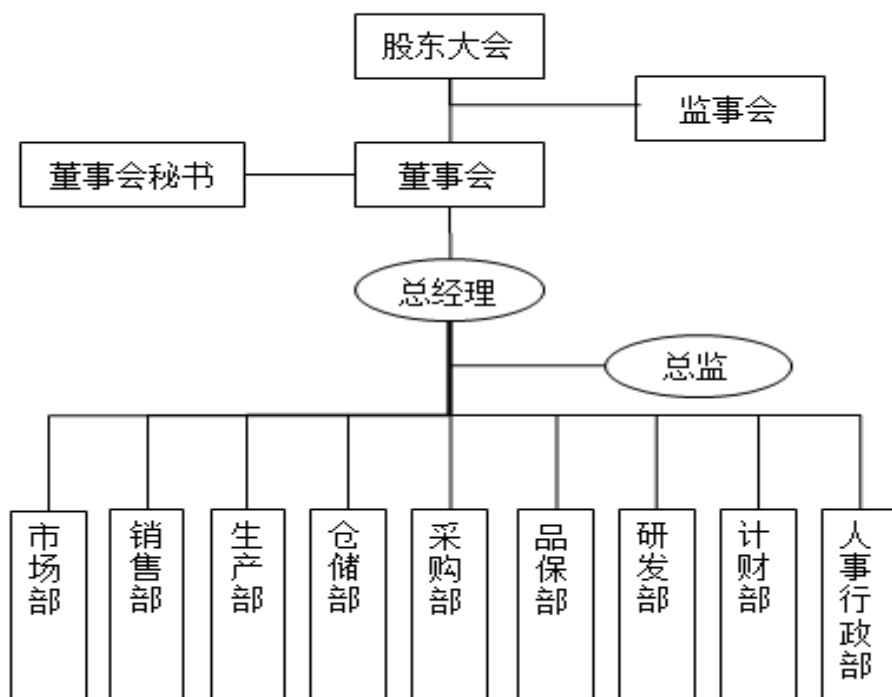 股东大会
监事会
董事会秘书
董事会
总经理
总监
市场部
销售部
生产部
仓储部
采购部
品保部
研发部
计财部
人事行政部